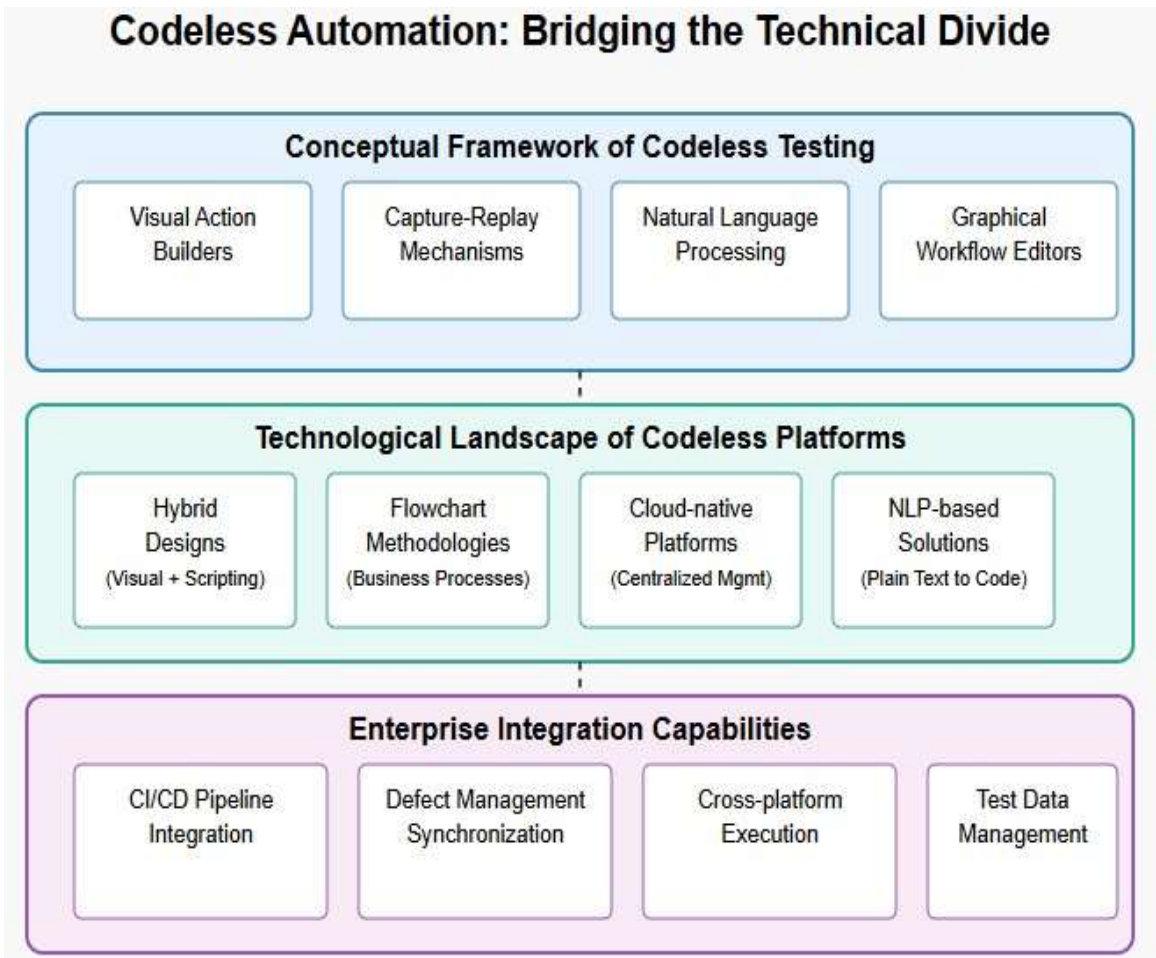 Codeless Automation: Bridging the Technical Divide
Conceptual Framework of Codeless Testing
Visual Action
Builders
Capture-Replay
Mechanisms
Natural Language
Processing
Graphical
Workflow Editors
Technological Landscape of Codeless Platforms
Hybrid
Designs
(Visual + Scripting)
Flowchart
Methodologies
(Business Processes)
Cloud-native
Platforms
(Centralized Mgmt)
NLP-based
Solutions
(Plain Text to Code)
Enterprise Integration Capabilities
CI/CD Pipeline
Integration
Defect Management
Synchronization
Cross-platform
Execution
Test Data
Management